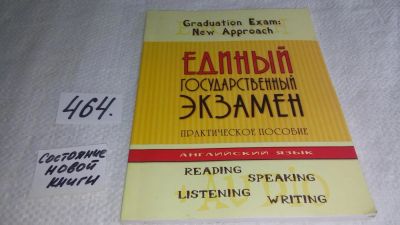 Graduation Exam:
New Approach
ЕДИНЫЙ
ГОСУДАРСТВЕННЫЙ
ЭКЗАМЕН
ПРАКТИЧЕСКОЕ ПОСОБИЕ
АНГЛИЙСКИЙ ЯЗЫК
READING
SPEAKING
LISTENING
WRITING
464.
СОСТОЯНИЕ
НОВОЙ
КНИГИ